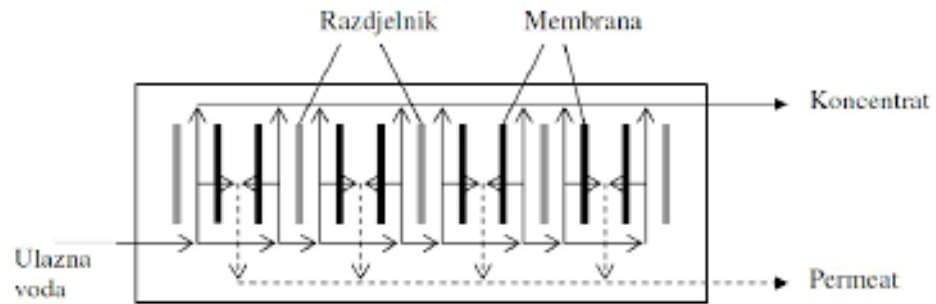 Razdjelnik
Membrana
Koncentrat
Ulazna
voda
Permeat